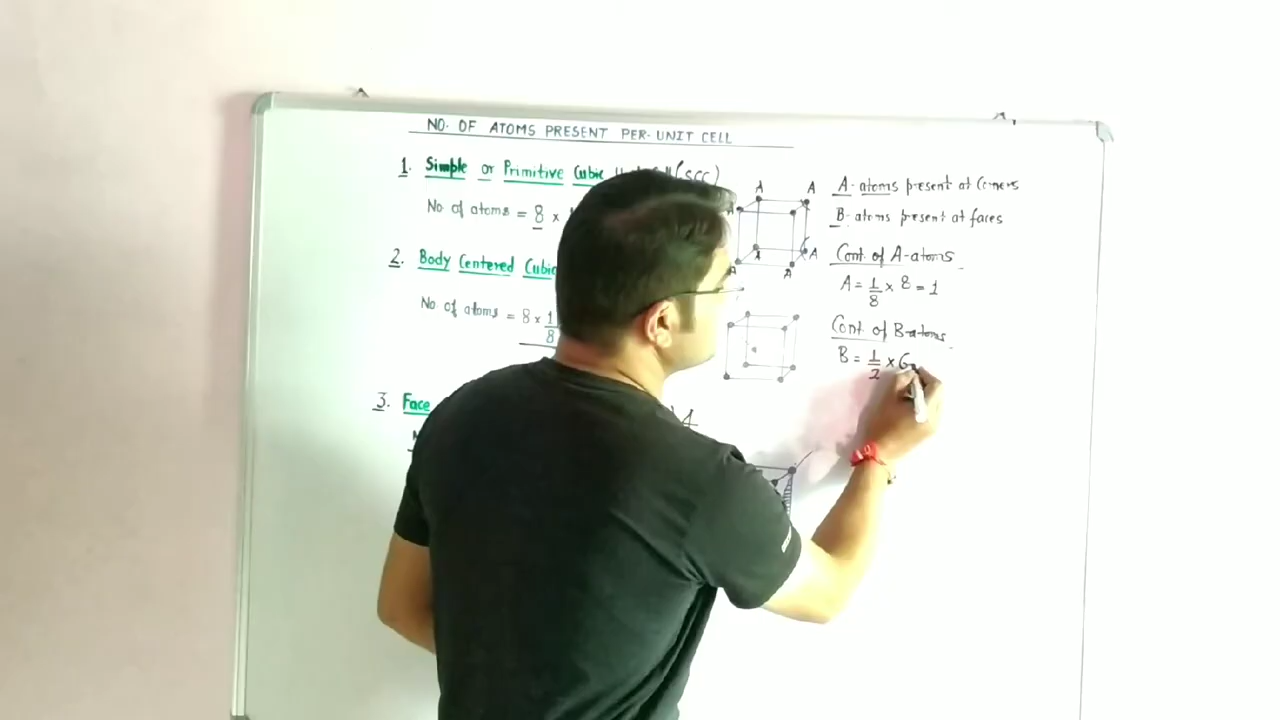 NO. OF ATOMS PRESENT PER-UNIT CELL
1. Simple or Primitive Cubic (SCC)
No of atoms = 8 ×
2. Body Centered Cubic
No of atoms = 8 × 1/8
3. Face
A
A
A
A
A
A
A
A- atoms present at Corners
B- atoms present at faces
Cont. of A-atoms
A = 1/8 × 8 = 1
Cont. of B-atoms
B = 1/2 × 6
4